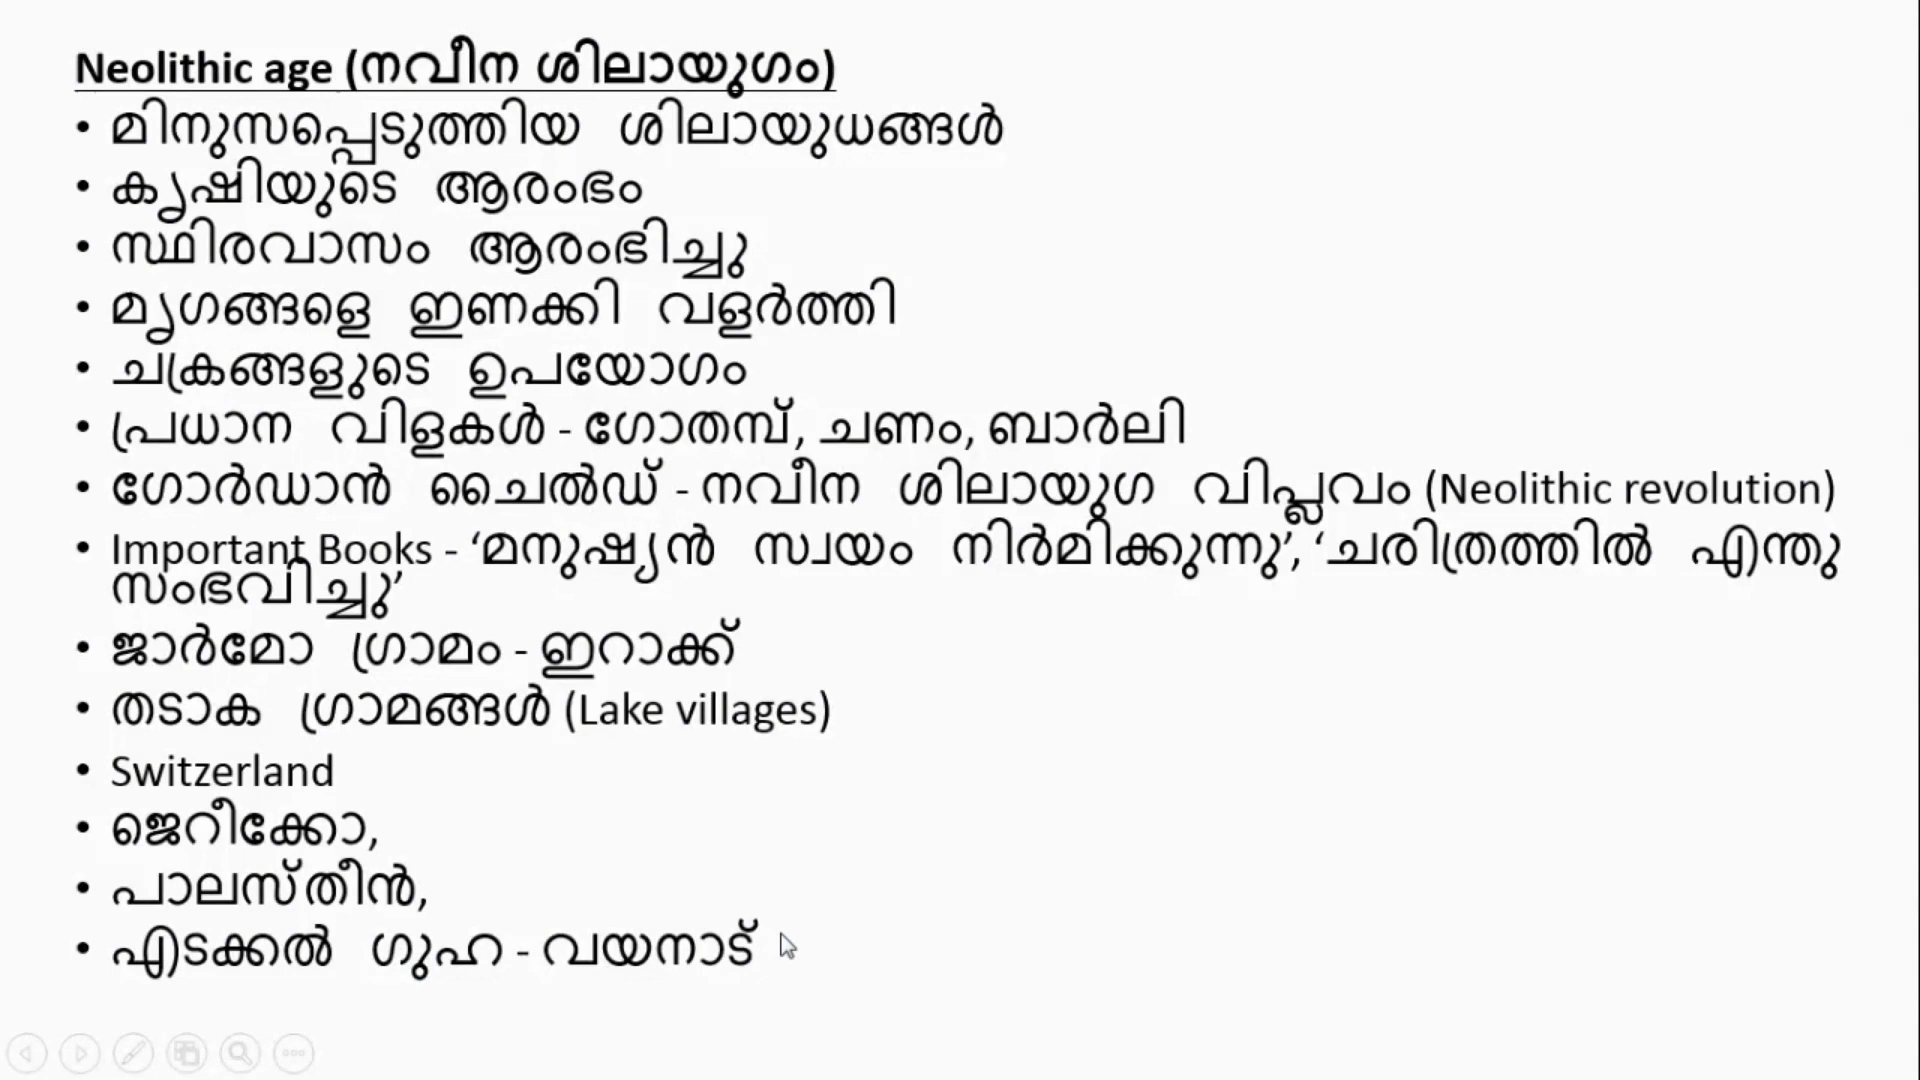 Neolithic age (നവീന ശിലായുഗം)
• മിനുസപ്പെടുത്തിയ ശിലായുധങ്ങൾ
• കൃഷിയുടെ ആരംഭം
• സ്ഥിരവാസം ആരംഭിച്ചു
• മൃഗങ്ങളെ ഇണക്കി വളർത്തി
• ചക്രങ്ങളുടെ ഉപയോഗം
• പ്രധാന വിളകൾ - ഗോതമ്പ്, ചണം, ബാർലി
• ഗോർഡാൻ ചൈൽഡ് - നവീന ശിലായുഗ വിപ്ലവം (Neolithic revolution)
• Important Books - ‘മനുഷ്യൻ സ്വയം നിർമിക്കുന്നു’, ‘ചരിത്രത്തിൽ എന്തു
സംഭവിച്ചു’
• ജാർമോ ഗ്രാമം - ഇറാക്ക്
• തടാക ഗ്രാമങ്ങൾ (Lake villages)
• Switzerland
• ജെറീക്കോ,
• പാലസ്തീൻ,
• എടക്കൽ ഗുഹ - വയനാട്